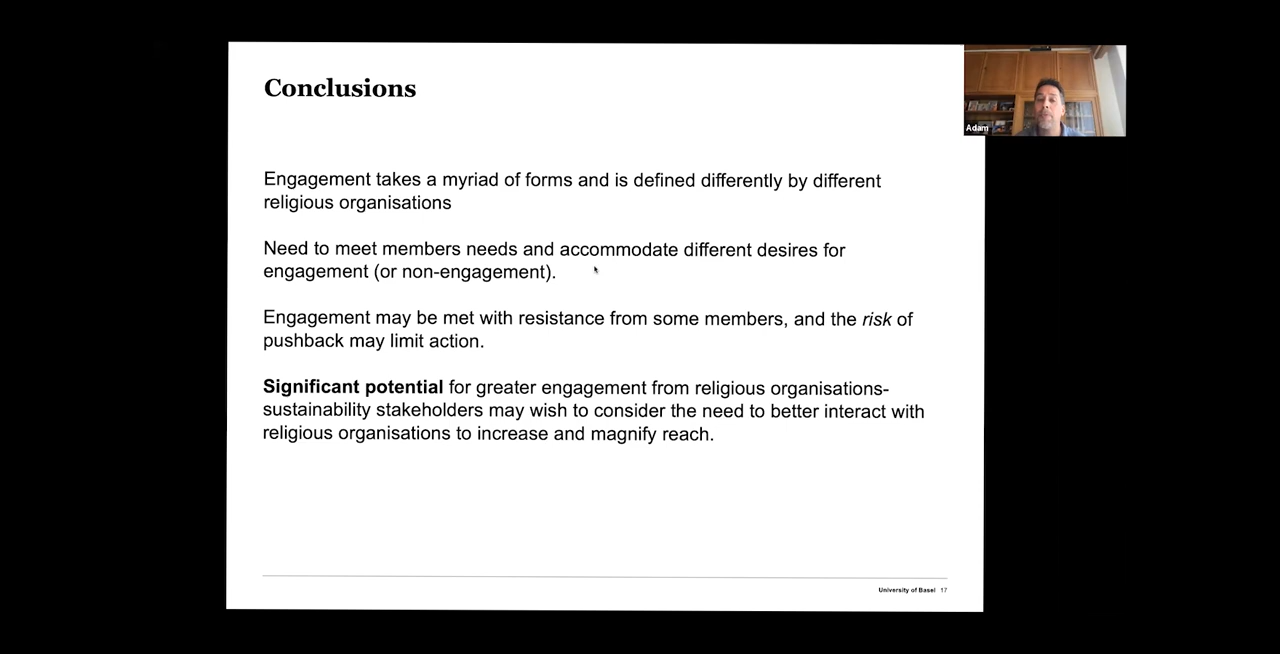 Conclusions
Adam
Engagement takes a myriad of forms and is defined differently by different
religious organisations
Need to meet members needs and accommodate different desires for
engagement (or non-engagement).
Engagement may be met with resistance from some members, and the risk of
pushback may limit action.
Significant potential for greater engagement from religious organisations-
sustainability stakeholders may wish to consider the need to better interact with
religious organisations to increase and magnify reach.
University of Basel 17